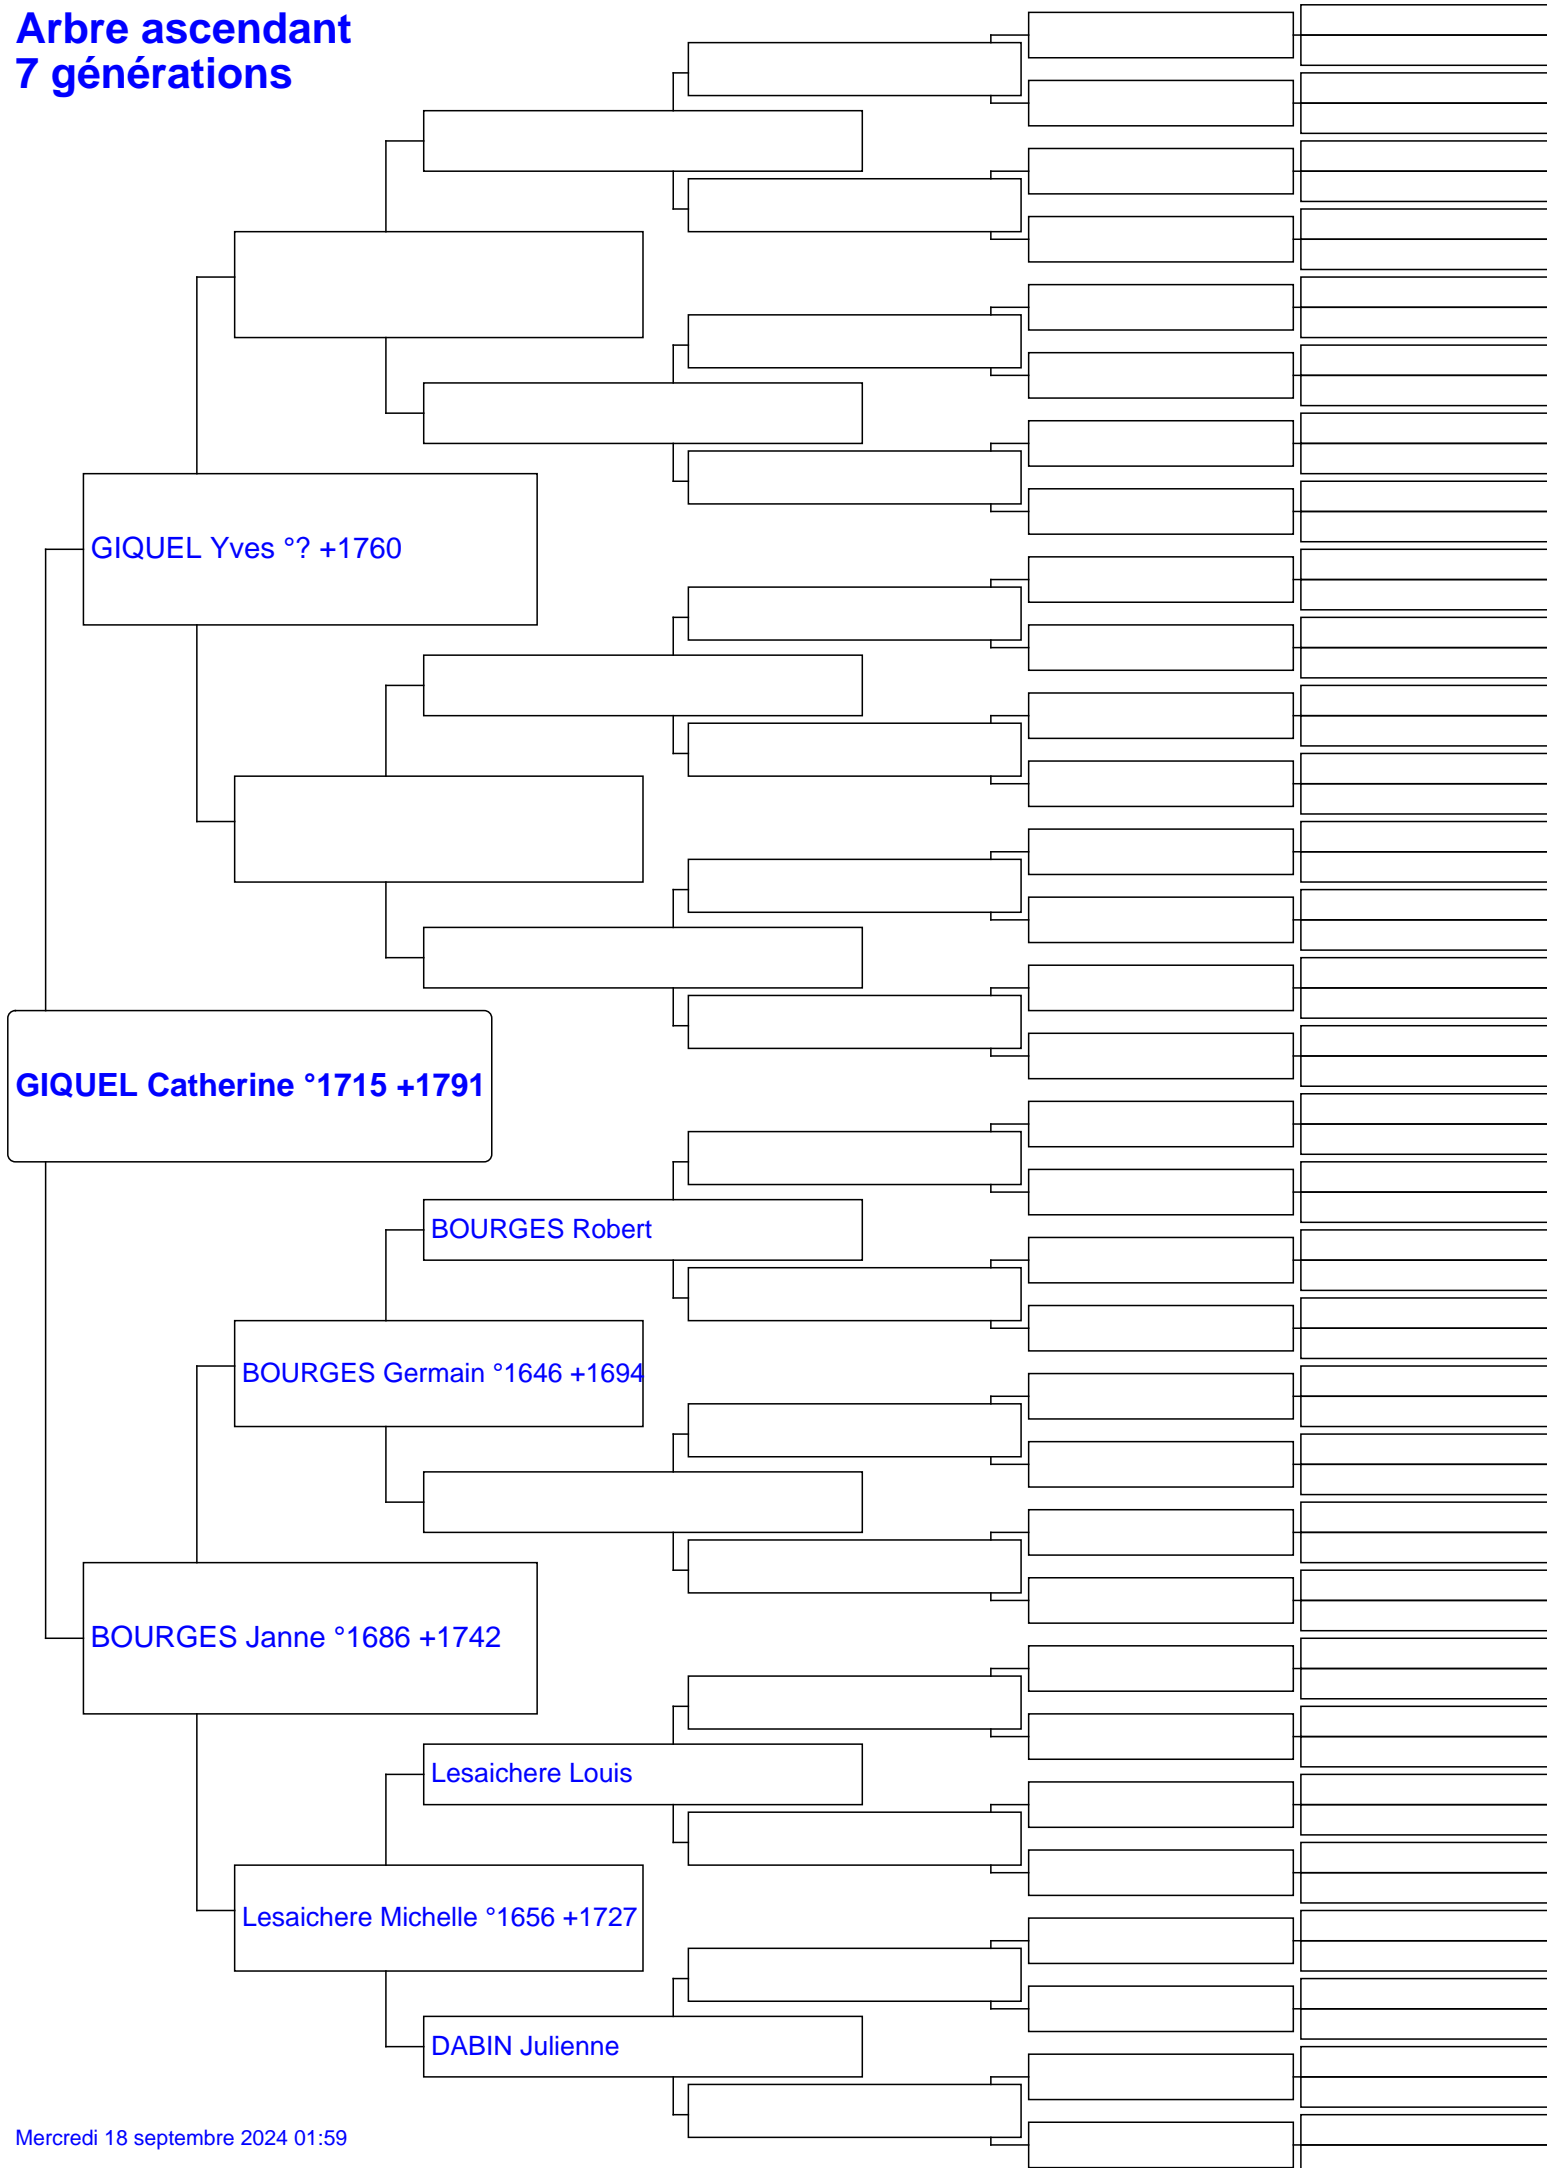 Arbre ascendant
7 générations
GIQUEL Yves °? +1760
GIQUEL Catherine °1715 +1791
BOURGES Robert
BOURGES Germain °1646 +1694
BOURGES Janne °1686 +1742
Lesaichere Louis
Lesaichere Michelle °1656 +1727
DABIN Julienne
Mercredi 18 septembre 2024 01:59